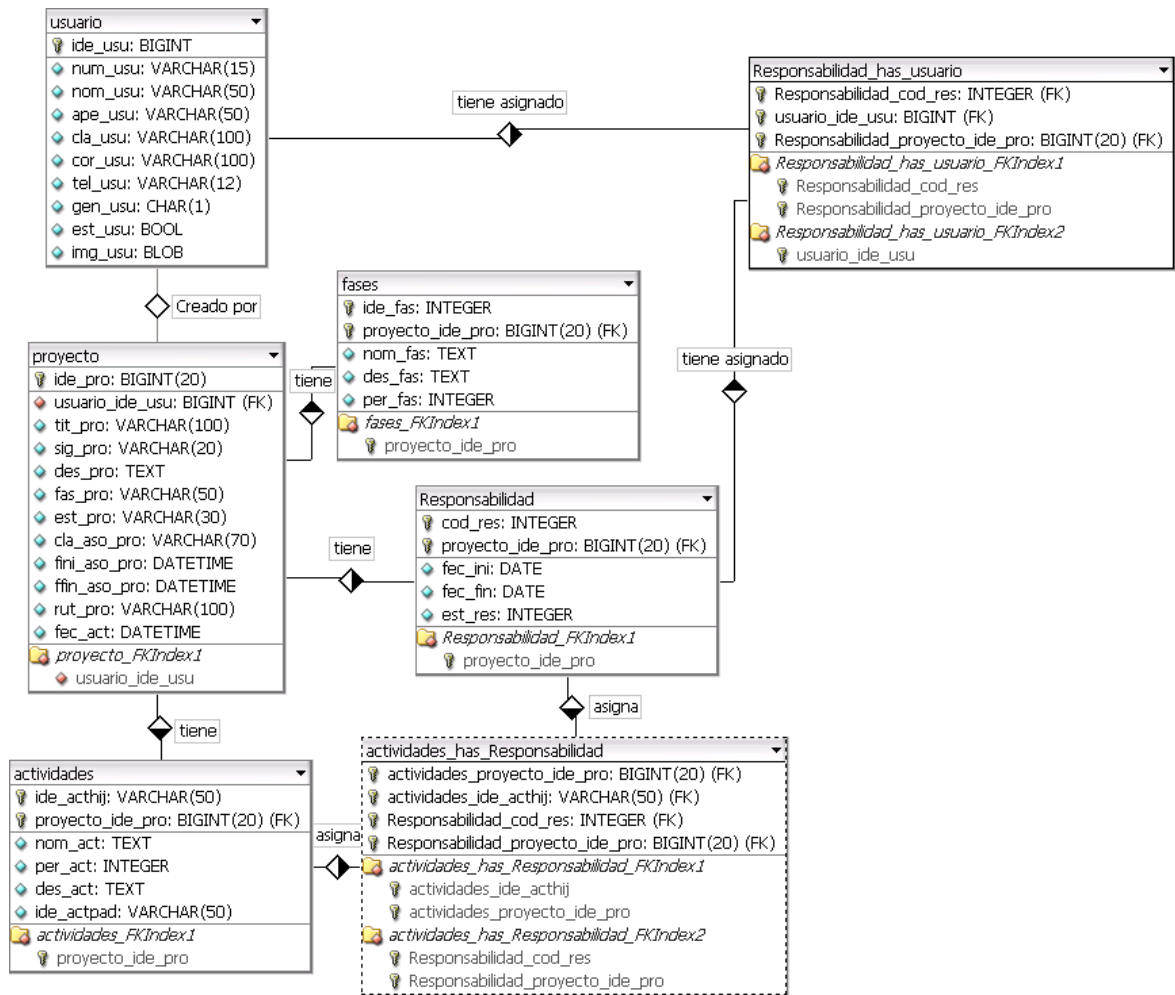 usuario
ide_usu: BIGINT
num_usu: VARCHAR(15)
nom_usu: VARCHAR(50)
ape_usu: VARCHAR(50)
cla_usu: VARCHAR(100)
cor_usu: VARCHAR(100)
tel_usu: VARCHAR(12)
gen_usu: CHAR(1)
est_usu: BOOL
img_usu: BLOB
tiene asignado
Responsabilidad_has_usuario
Responsabilidad_cod_res: INTEGER (FK)
usuario_ide_usu: BIGINT (FK)
Responsabilidad_proyecto_ide_pro: BIGINT(20) (FK)
Responsabilidad_has_usuario_FKIndex1
Responsabilidad_cod_res
Responsabilidad_proyecto_ide_pro
Responsabilidad_has_usuario_FKIndex2
usuario_ide_usu
Creado por
fases
ide_fas: INTEGER
proyecto_ide_pro: BIGINT(20) (FK)
nom_fas: TEXT
des_fas: TEXT
per_fas: INTEGER
fases_FKIndex1
proyecto_ide_pro
tiene
tiene asignado
proyecto
ide_pro: BIGINT(20)
usuario_ide_usu: BIGINT (FK)
tit_pro: VARCHAR(100)
sig_pro: VARCHAR(20)
des_pro: TEXT
fas_pro: VARCHAR(50)
est_pro: VARCHAR(30)
cla_aso_pro: VARCHAR(70)
fini_aso_pro: DATETIME
ffin_aso_pro: DATETIME
rut_pro: VARCHAR(100)
fec_act: DATETIME
proyecto_FKIndex1
usuario_ide_usu
tiene
Responsabilidad
cod_res: INTEGER
proyecto_ide_pro: BIGINT(20) (FK)
fec_ini: DATE
fec_fin: DATE
est_res: INTEGER
Responsabilidad_FKIndex1
proyecto_ide_pro
tiene
asigna
actividades
ide_acthij: VARCHAR(50)
proyecto_ide_pro: BIGINT(20) (FK)
nom_act: TEXT
per_act: INTEGER
des_act: TEXT
ide_actpad: VARCHAR(50)
actividades_FKIndex1
proyecto_ide_pro
asigna
actividades_has_Responsabilidad
actividades_proyecto_ide_pro: BIGINT(20) (FK)
actividades_ide_acthij: VARCHAR(50) (FK)
Responsabilidad_cod_res: INTEGER (FK)
Responsabilidad_proyecto_ide_pro: BIGINT(20) (FK)
actividades_has_Responsabilidad_FKIndex1
actividades_ide_acthij
actividades_proyecto_ide_pro
actividades_has_Responsabilidad_FKIndex2
Responsabilidad_cod_res
Responsabilidad_proyecto_ide_pro